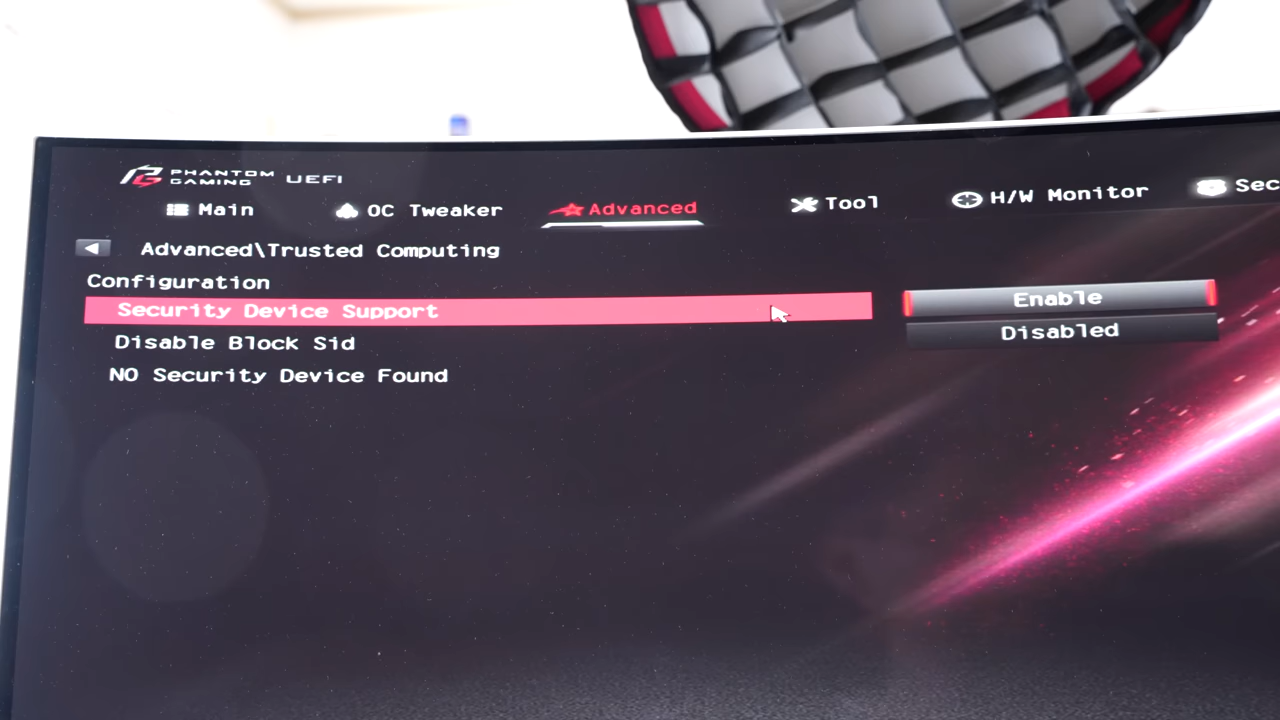 PHANTOM GAMING UEFI
Main OC Tweaker Advanced Tool H/W Monitor Sec
Advanced\Trusted Computing
Configuration
Security Device Support Enable
Disable Block Sid Disabled
NO Security Device Found